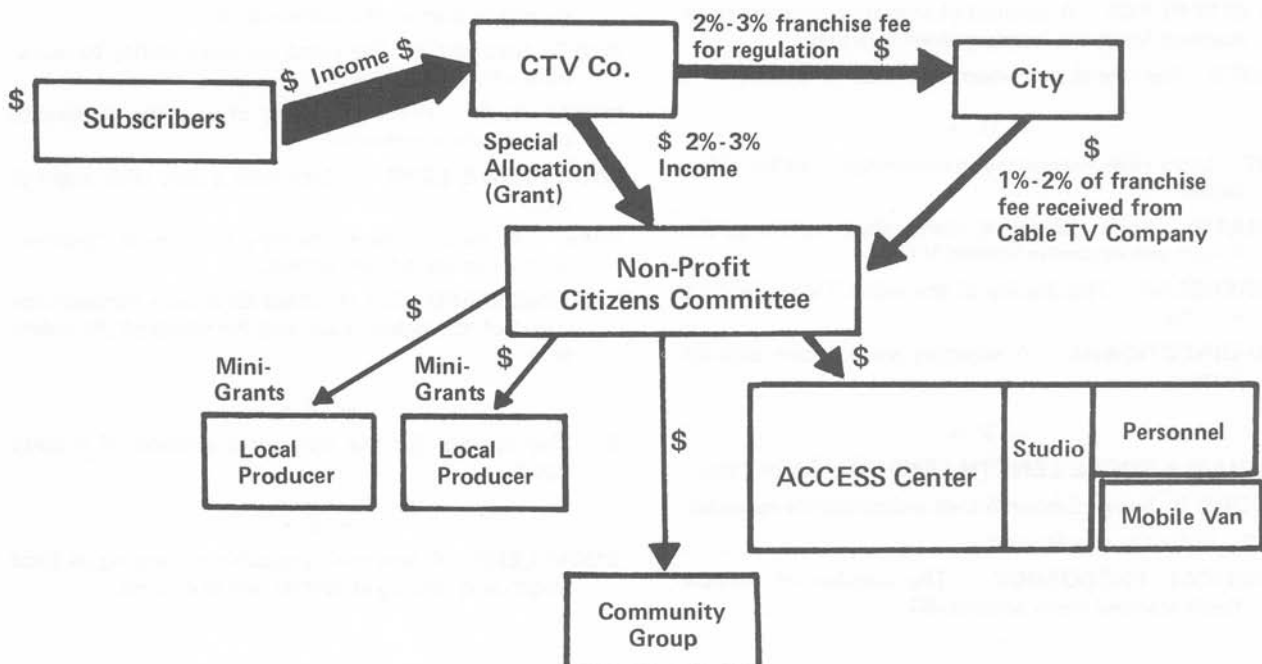 2%-3% franchise fee
for regulation
$
$ Income $
CTV Co.
City
$
Subscribers
Special
Allocation
(Grant)
$ 2%-3%
Income
$
1%-2% of franchise
fee received from
Cable TV Company
Non-Profit
Citizens Committee
$
$
$
$
Mini-
Grants
Mini-
Grants
Local
Producer
Local
Producer
ACCESS Center
Studio
Personnel
Mobile Van
Community
Group